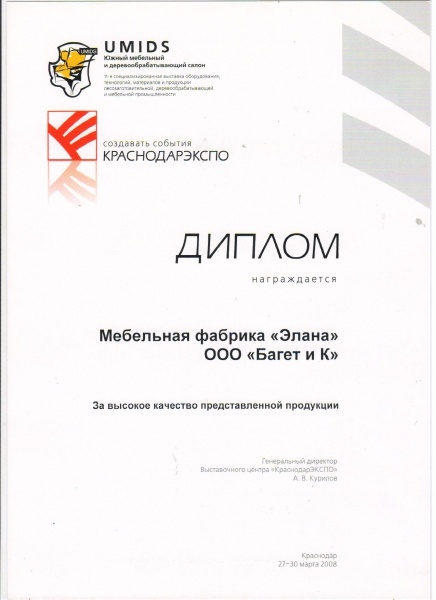 UMIDS
UMIDS
Южный мебельный
и деревообрабатывающий салон
11-я специализированная выставка оборудования,
технологий, материалов и продукции
лесозаготовительной, деревообрабатывающей
и мебельной промышленности
создавать события
КРАСНОДАРЭКСПО
ДИПЛОМ
награждается
Мебельная фабрика «Элана»
ООО «Багет и К»
За высокое качество представленной продукции
Генеральный директор
Выставочного центра «КраснодарЭКСПО»
А. В. Курилов
Краснодар
27–30 марта 2008